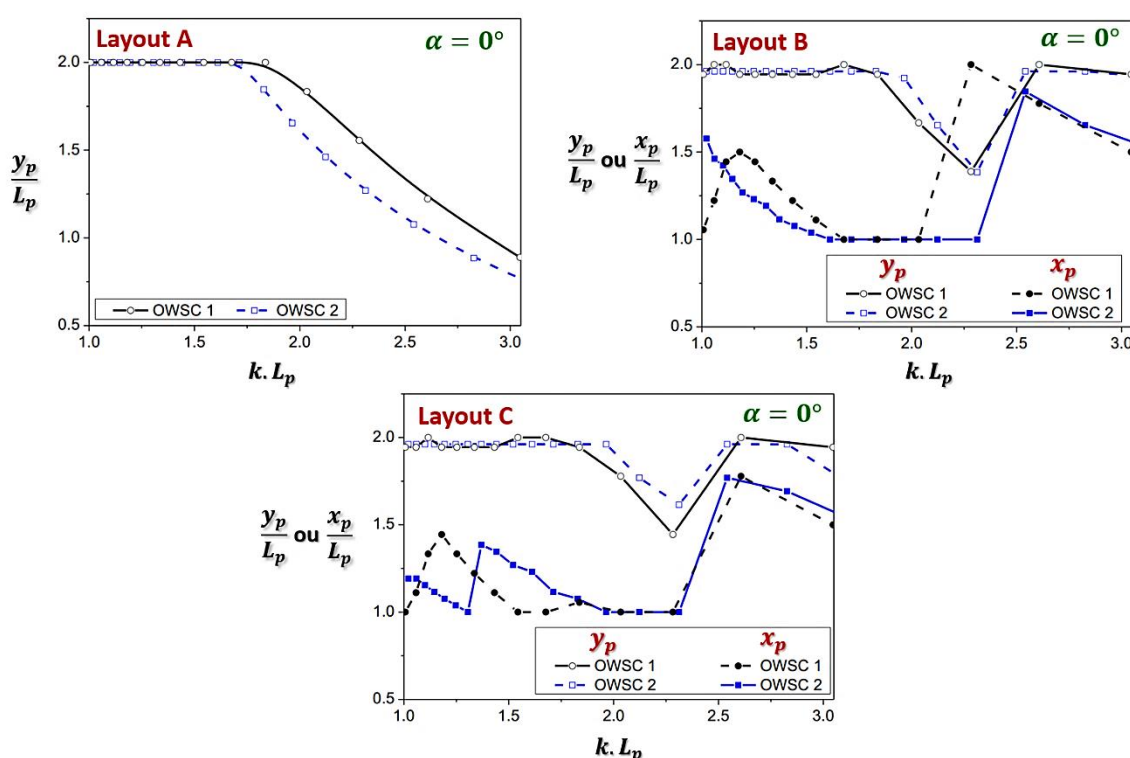 Layout A
α = 0°
2.0
1.5
1.0
0.5
y_p
L_p
OWSC 1 OWSC 2
1.0 1.5 2.0 2.5 3.0
k. L_p
Layout B
α = 0°
2.0
1.5
1.0
0.5
y_p/L_p ou x_p/L_p
y_p x_p
OWSC 1 OWSC 1
OWSC 2 OWSC 2
1.0 1.5 2.0 2.5 3.0
k. L_p
Layout C
α = 0°
2.0
1.5
1.0
0.5
y_p/L_p ou x_p/L_p
y_p x_p
OWSC 1 OWSC 1
OWSC 2 OWSC 2
1.0 1.5 2.0 2.5 3.0
k. L_p